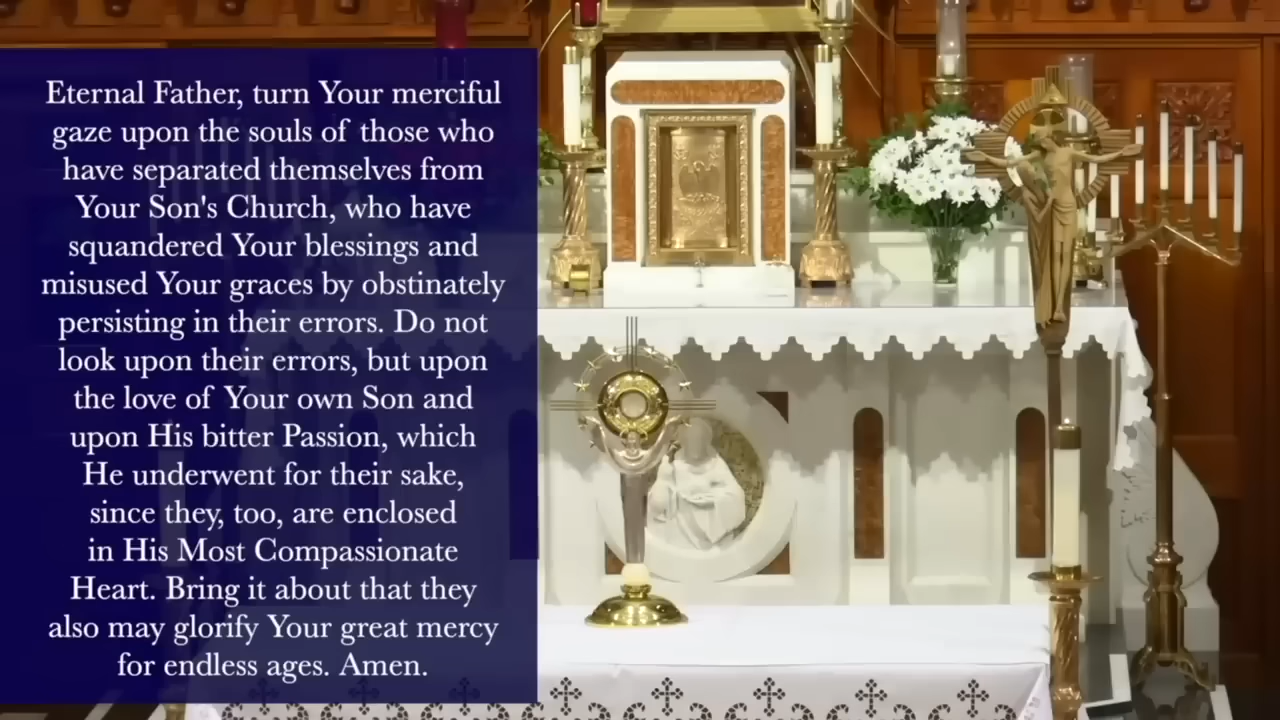 Eternal Father, turn Your merciful
gaze upon the souls of those who
have separated themselves from
Your Son's Church, who have
squandered Your blessings and
misused Your graces by obstinately
persisting in their errors. Do not
look upon their errors, but upon
the love of Your own Son and
upon His bitter Passion, which
He underwent for their sake,
since they, too, are enclosed
in His Most Compassionate
Heart. Bring it about that they
also may glorify Your great mercy
for endless ages. Amen.